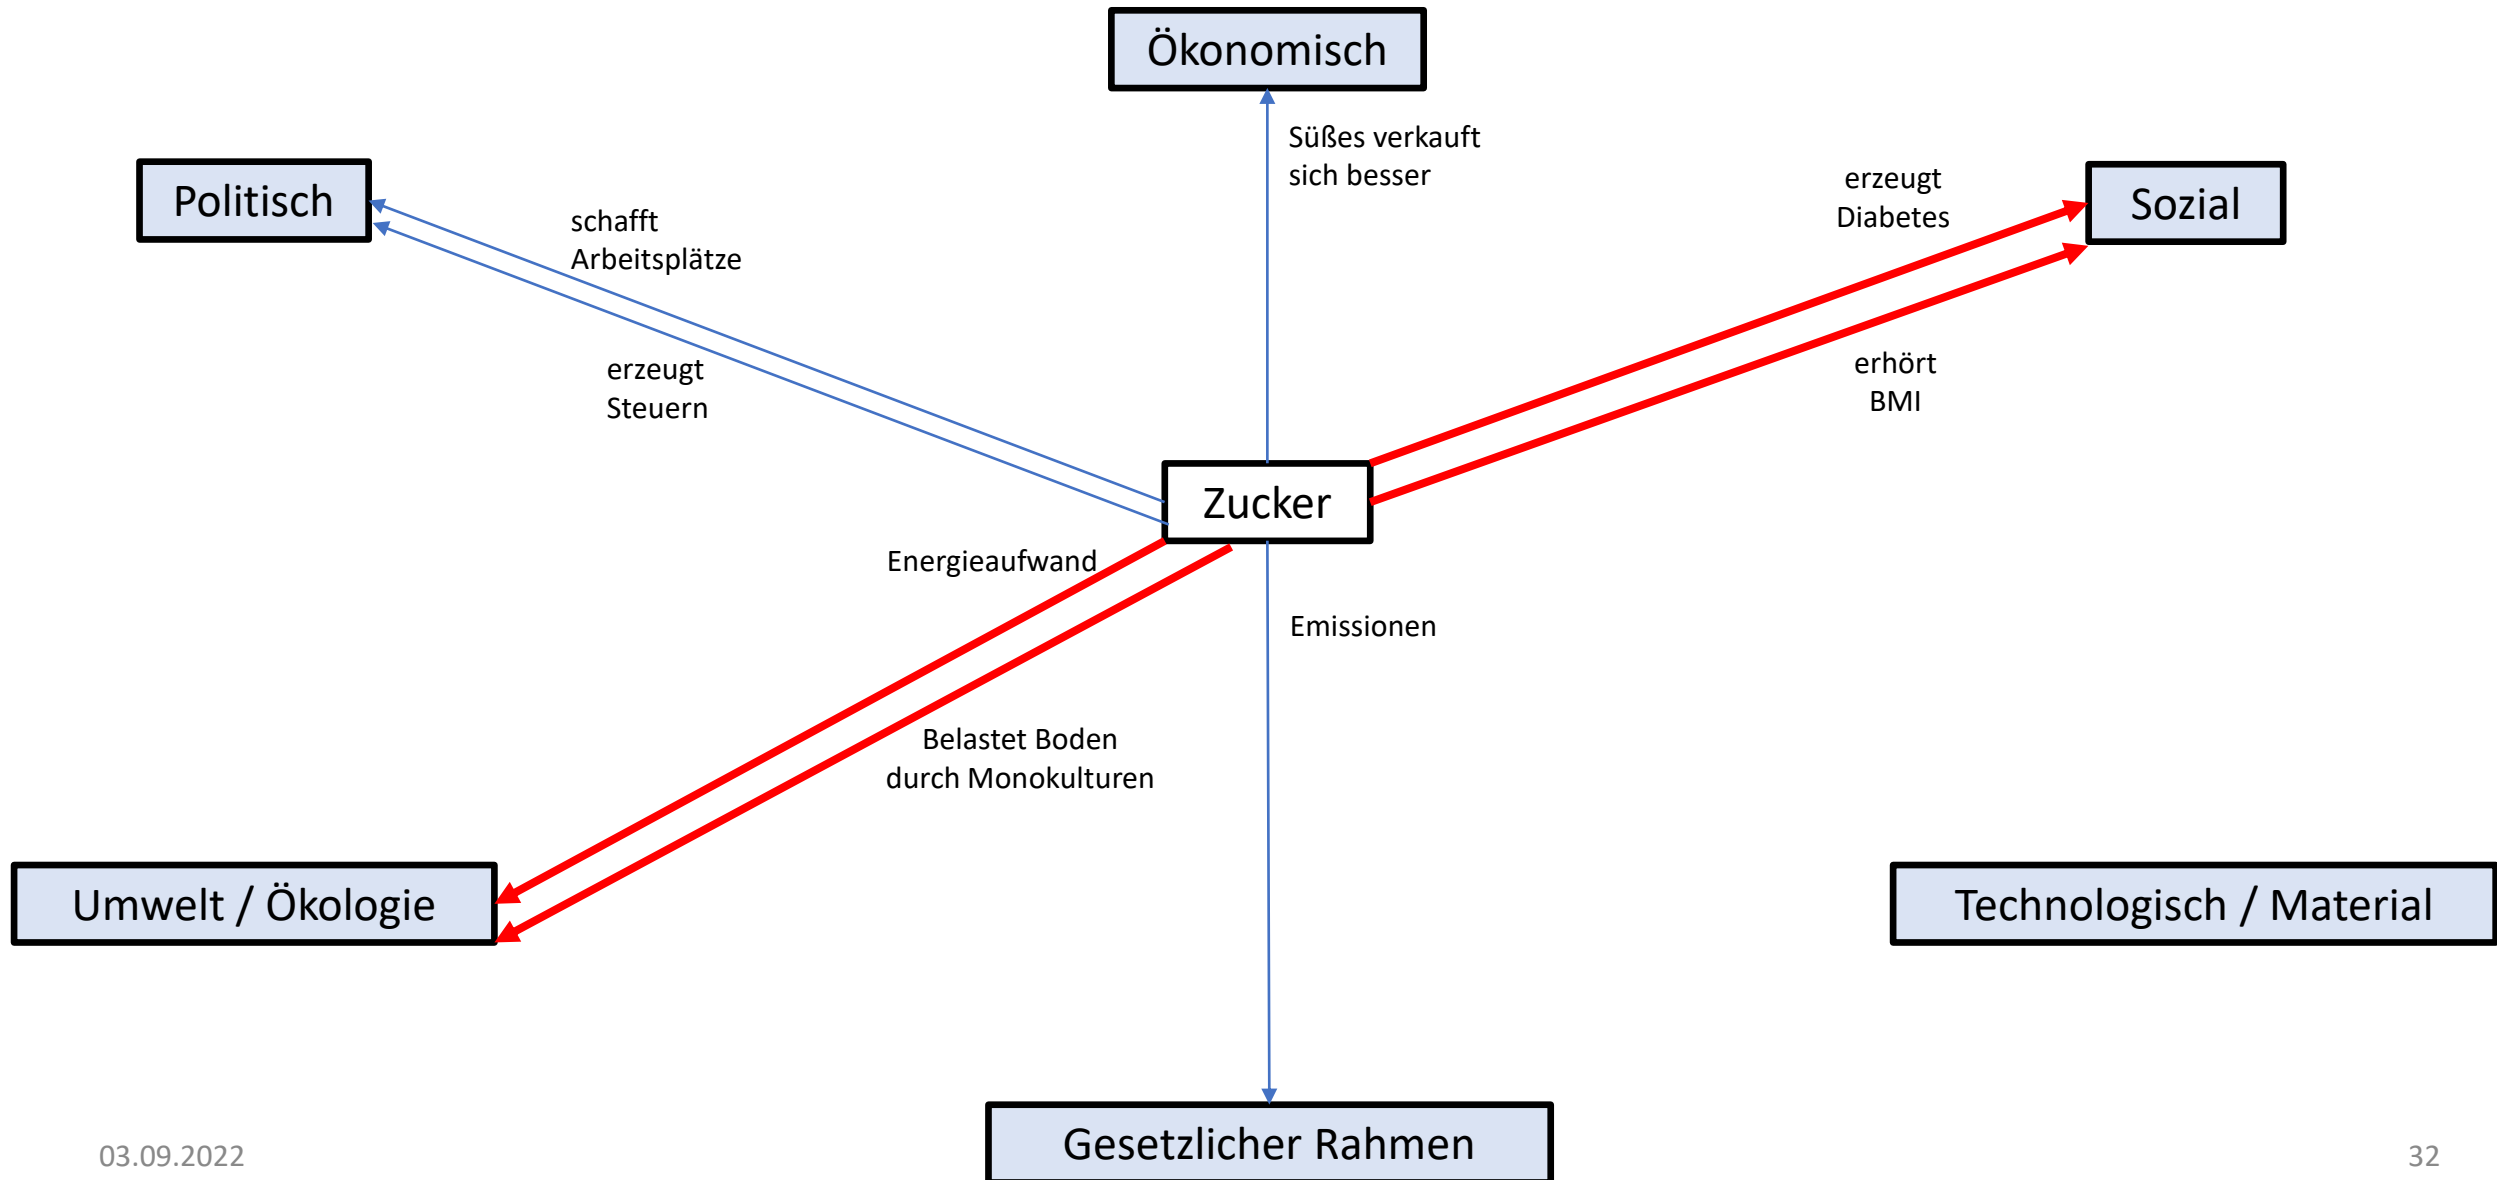 Ökonomisch
Süßes verkauft
sich besser
Politisch
schafft
Arbeitsplätze
erzeugt
Diabetes
Sozial
erzeugt
Steuern
erhört
BMI
Zucker
Energieaufwand
Emissionen
Belastet Boden
durch Monokulturen
Umwelt / Ökologie
Technologisch / Material
Gesetzlicher Rahmen
03.09.2022
32